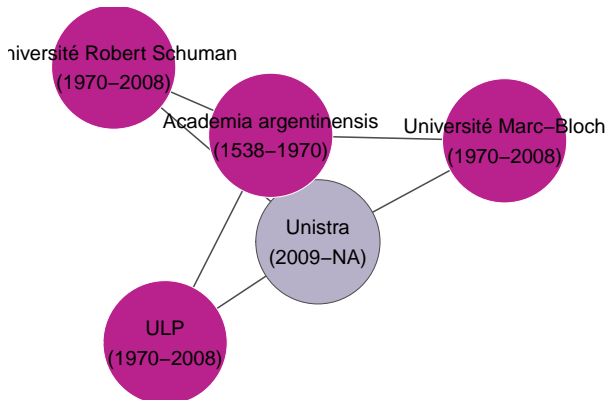 niversité Robert Schuman
(1970–2008)
Academia argentinensis
(1538–1970)
Université Marc–Bloch
(1970–2008)
Unistra
(2009–NA)
ULP
(1970–2008)